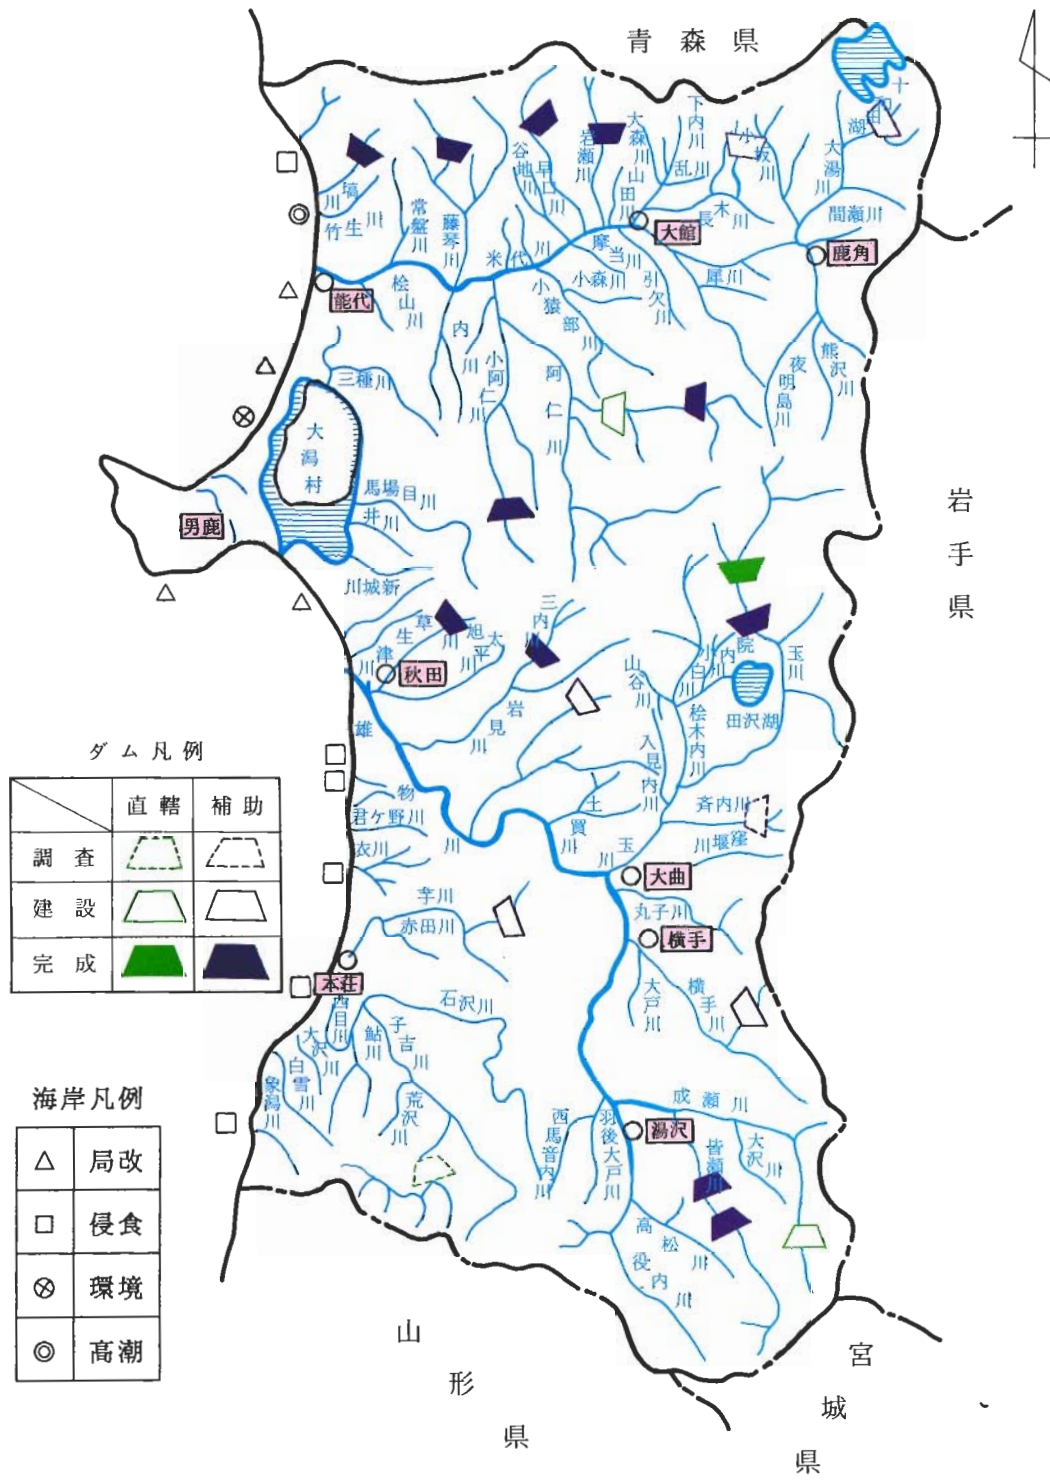 青森県
岩手県
宮城県
山形県
十和田湖
大湯川
間瀬川
小坂川
下内川
乱川
大森川
山田川
長木川
岩瀬川
早口川
谷地川
藤琴川
常盤川
塙川
竹生川
米代川
摩当川
小森川
引欠川
犀川
小猿部川
桧山川
内川
小阿仁川
阿仁川
熊沢川
夜明島川
三種川
大潟村
馬場目川
井川
新城川
草生津川
旭川
太平川
三内川
岩見川
山谷川
小白川
院内川
玉川
田沢湖
桧木内川
入見内川
斉内川
窪堰川
土買川
玉川
雄物川
君ケ野川
衣川
芋川
赤田川
丸子川
横手川
大戸川
石沢川
子吉川
鮎川
西目川
大沢川
白雪川
象潟川
荒沢川
成瀬川
大沢川
皆瀬川
羽後大戸川
西馬音内川
高松川
役内川
大館
鹿角
能代
男鹿
秋田
大曲
横手
本荘
湯沢
ダム凡例
直轄 補助
調査
建設
完成
海岸凡例
局改
侵食
環境
高潮